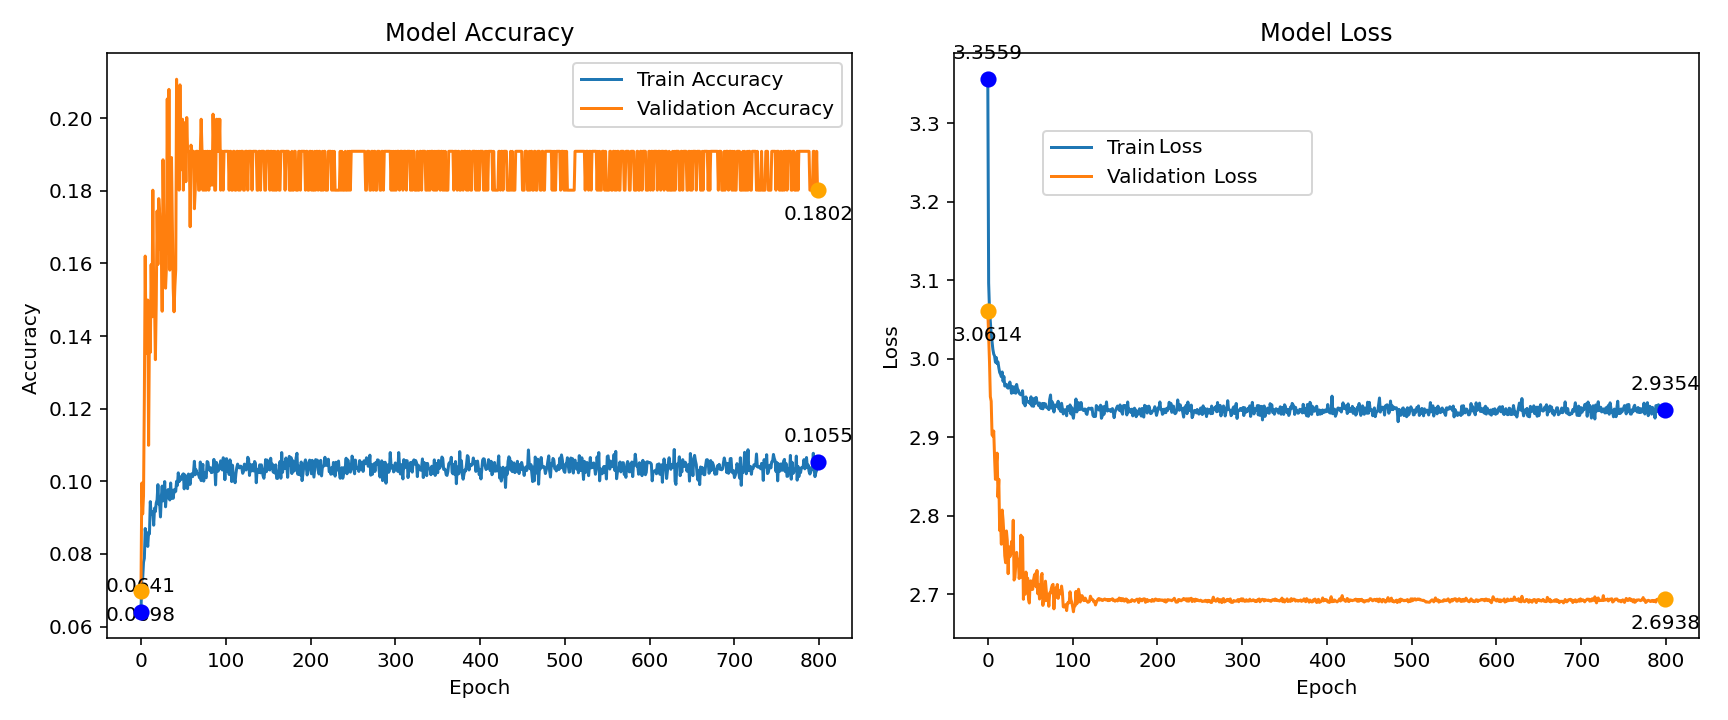 Model Accuracy
Train Accuracy
Validation Accuracy
0.20
0.18
0.16
0.14
0.12
0.10
0.08
0.06
Accuracy
0.1802
0.1055
0.0641
0.0698
0 100 200 300 400 500 600 700 800
Epoch
Model Loss
3.3559
Train Loss
Validation Loss
3.3
3.2
3.1
3.0
2.9
2.8
2.7
Loss
3.0614
2.9354
2.6938
0 100 200 300 400 500 600 700 800
Epoch